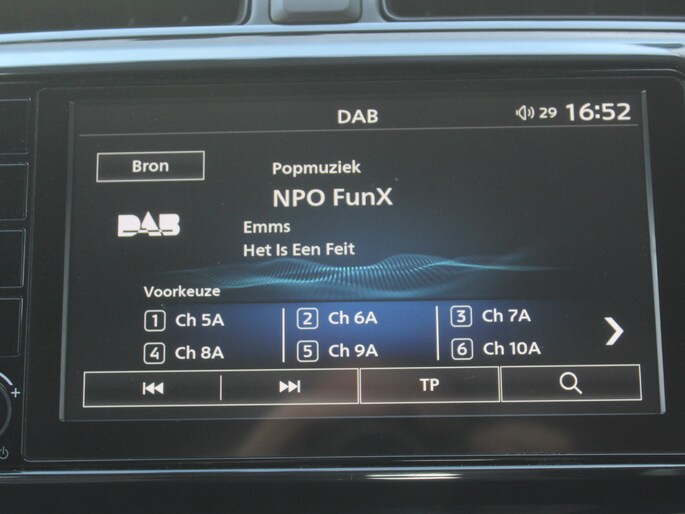 DAB 29 16:52
Bron
Popmuziek
NPO FunX
DAB
Emms
Het Is Een Feit
Voorkeuze
1 Ch 5A 2 Ch 6A 3 Ch 7A
4 Ch 8A 5 Ch 9A 6 Ch 10A
TP